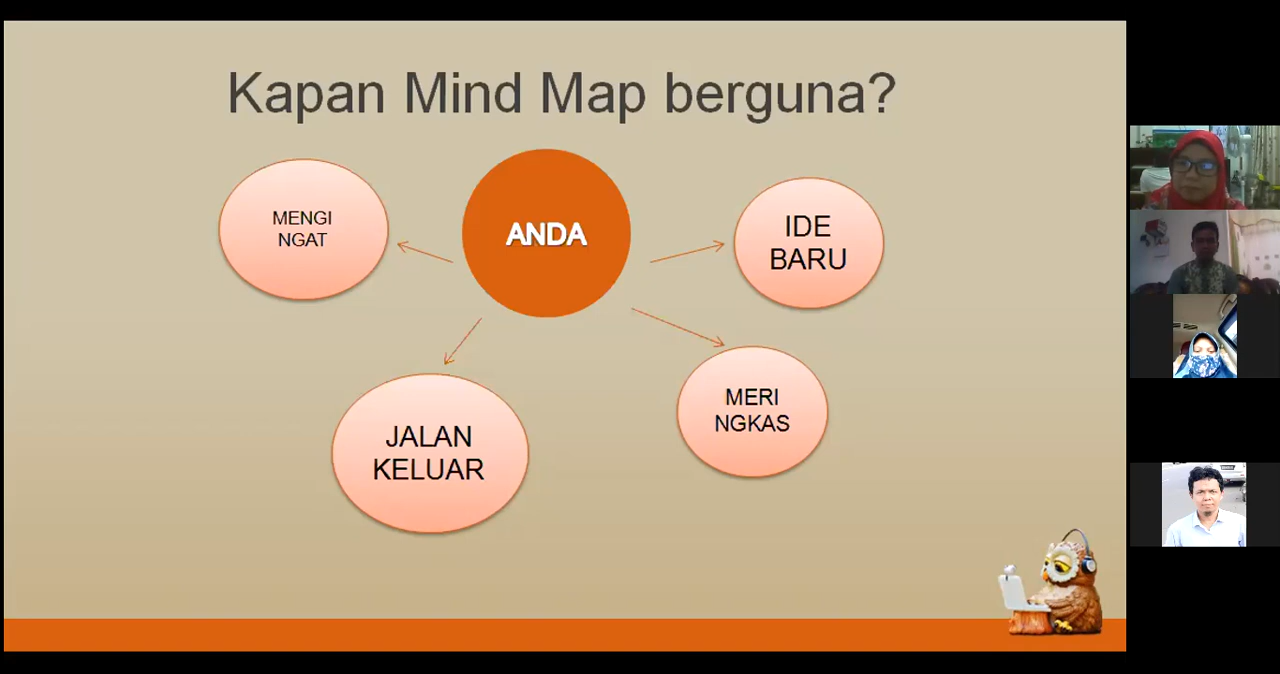 Kapan Mind Map berguna?
MENGI
NGAT
ANDA
IDE
BARU
JALAN
KELUAR
MERI
NGKAS